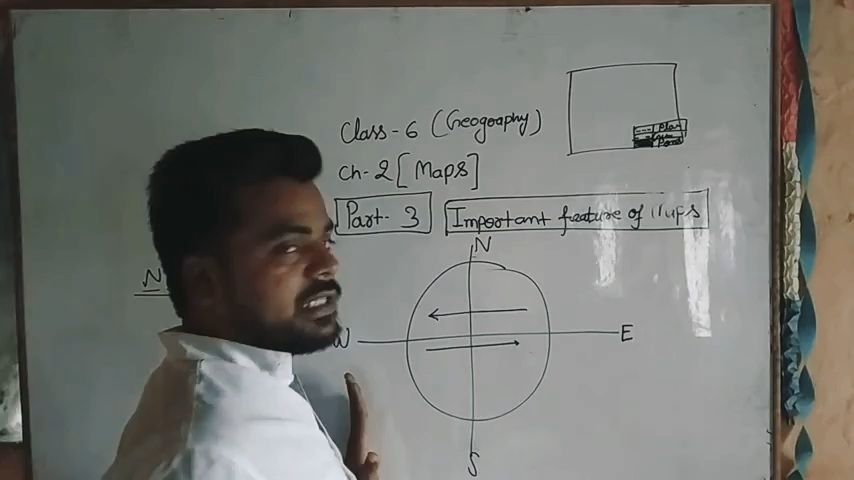 Class-6 (Geography)
Ch-2 [Maps]
Part-3 Important feature of Maps
N
N
W
E
S